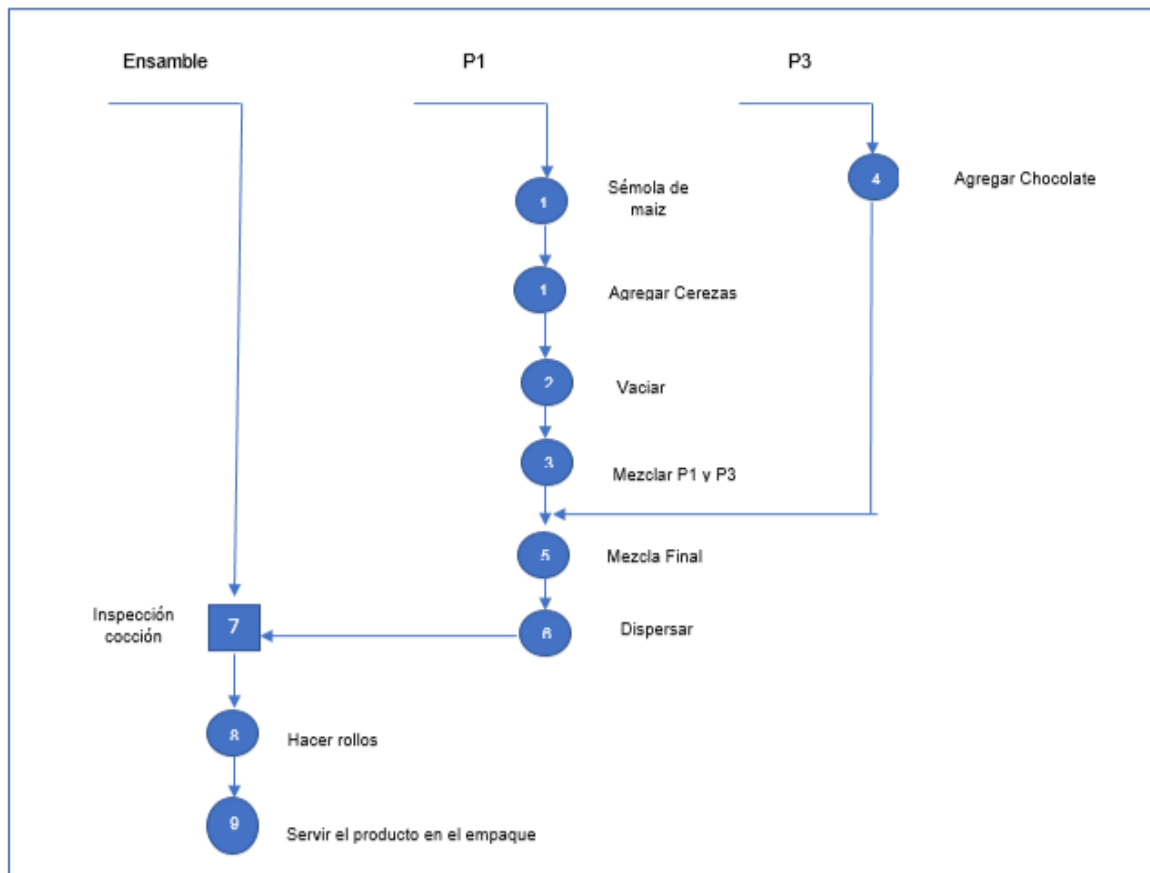 Ensamble
P1
P3
1
Sémola de
maiz
4
Agregar Chocolate
1
Agregar Cerezas
2
Vaciar
3
Mezclar P1 y P3
5
Mezcla Final
Inspección
cocción
7
6
Dispersar
8
Hacer rollos
9
Servir el producto en el empaque